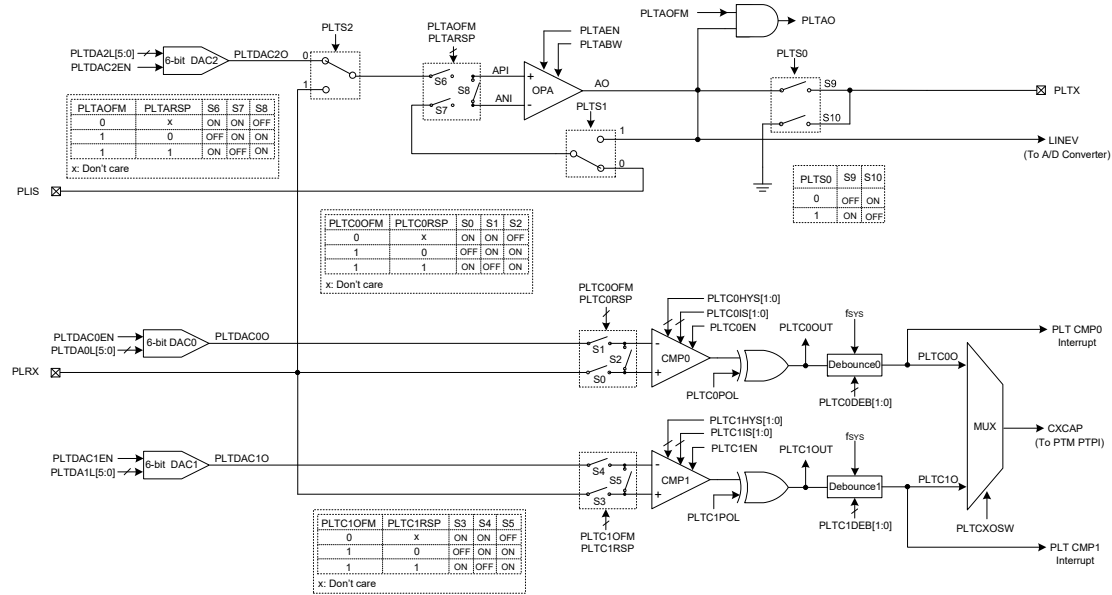 PLTAOFM
PLTAO
PLTS2
PLTAOFM
PLTARSP
PLTAEN
PLTABW
PLTDA2L[5:0]
PLTDAC2EN
6-bit DAC2
PLTDAC2O
0
1
S6
S7
S8
API
ANI
+
-
OPA
AO
PLTS1
1
0
PLTS0
S9
S10
PLTX
LINEV
(To A/D Converter)
PLTAOFM PLTARSP S6 S7 S8
0 x ON ON OFF
1 0 OFF ON ON
1 1 ON OFF ON
x: Don't care
PLIS
PLTS0 S9 S10
0 OFF ON
1 ON OFF
PLTC0OFM PLTC0RSP S0 S1 S2
0 x ON ON OFF
1 0 OFF ON ON
1 1 ON OFF ON
x: Don't care
PLTC0OFM
PLTC0RSP
PLTC0HYS[1:0]
PLTC0IS[1:0]
PLTC0EN
PLTDAC0EN
PLTDA0L[5:0]
6-bit DAC0
PLTDAC0O
S1
S2
S0
-
+
CMP0
PLTC0POL
PLTC0OUT
fSYS
Debounce0
PLTC0DEB[1:0]
PLTC0O
PLT CMP0
Interrupt
PLRX
MUX
CXCAP
(To PTM PTPI)
PLTCXOSW
PLTC1HYS[1:0]
PLTC1IS[1:0]
PLTC1EN
PLTDAC1EN
PLTDA1L[5:0]
6-bit DAC1
PLTDAC1O
S4
S5
S3
-
+
CMP1
PLTC1POL
PLTC1OUT
fSYS
Debounce1
PLTC1DEB[1:0]
PLTC1O
PLT CMP1
Interrupt
PLTC1OFM
PLTC1RSP
PLTC1OFM PLTC1RSP S3 S4 S5
0 x ON ON OFF
1 0 OFF ON ON
1 1 ON OFF ON
x: Don't care